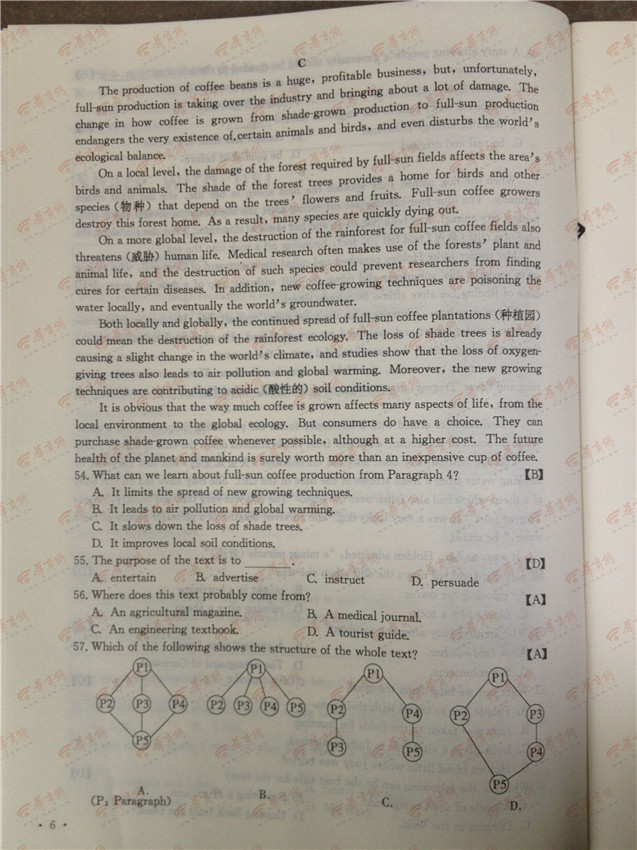 C
The production of coffee beans is a huge, profitable business, but, unfortunately,
full-sun production is taking over the industry and bringing about a lot of damage. The
change in how coffee is grown from shade-grown production to full-sun production
endangers the very existence of certain animals and birds, and even disturbs the world's
ecological balance.
On a local level, the damage of the forest required by full-sun fields affects the area's
birds and animals. The shade of the forest trees provides a home for birds and other
species (物种) that depend on the trees' flowers and fruits. Full-sun coffee growers
destroy this forest home. As a result, many species are quickly dying out.
On a more global level, the destruction of the rainforest for full-sun coffee fields also
threatens (威胁) human life. Medical research often makes use of the forests' plant and
animal life, and the destruction of such species could prevent researchers from finding
cures for certain diseases. In addition, new coffee-growing techniques are poisoning the
water locally, and eventually the world's groundwater.
Both locally and globally, the continued spread of full-sun coffee plantations (种植园)
could mean the destruction of the rainforest ecology. The loss of shade trees is already
causing a slight change in the world's climate, and studies show that the loss of oxygen-
giving trees also leads to air pollution and global warming. Moreover, the new growing
techniques are contributing to acidic (酸性的) soil conditions.
It is obvious that the way much coffee is grown affects many aspects of life, from the
local environment to the global ecology. But consumers do have a choice. They can
purchase shade-grown coffee whenever possible, although at a higher cost. The future
health of the planet and mankind is surely worth more than an inexpensive cup of coffee.
54. What can we learn about full-sun coffee production from Paragraph 4? 【B】
A. It limits the spread of new growing techniques.
B. It leads to air pollution and global warming.
C. It slows down the loss of shade trees.
D. It improves local soil conditions.
55. The purpose of the text is to ______. 【D】
A. entertain B. advertise C. instruct D. persuade
56. Where does this text probably come from? 【A】
A. An agricultural magazine. B. A medical journal.
C. An engineering textbook. D. A tourist guide.
57. Which of the following shows the structure of the whole text? 【A】
P1 P1 P1 P1
P2 P3 P4 P2 P3 P4 P5 P2 P4 P2 P3
P5 P3 P5 P4
P5
A. B. C. D.
(P: Paragraph)
· 6 ·